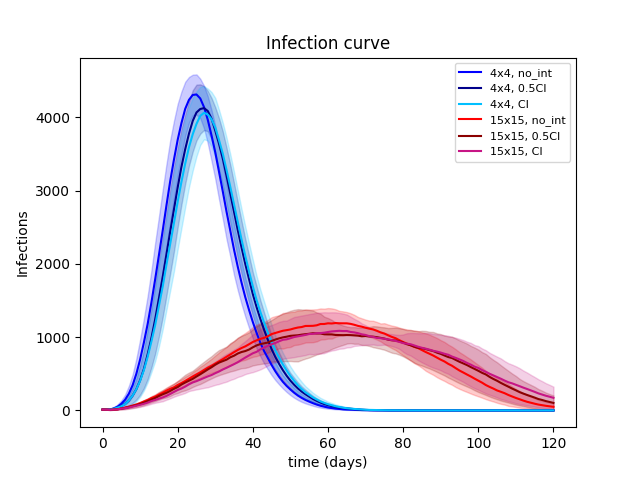 Infection curve
4x4, no_int
4x4, 0.5CI
4x4, CI
15x15, no_int
15x15, 0.5CI
15x15, CI
Infections
4000
3000
2000
1000
0
0 20 40 60 80 100 120
time (days)